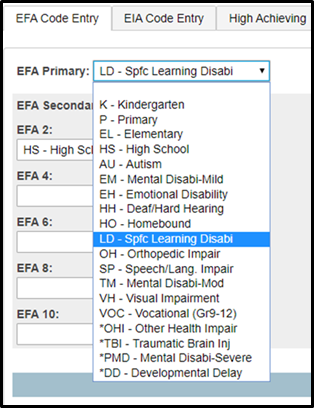 EFA Code Entry EIA Code Entry High Achieving
EFA Primary: LD - Spfc Learning Disabi
K - Kindergarten
EFA Secondar
P - Primary
EL - Elementary
EFA 2:
HS - High School
HS - High Sch
AU - Autism
EM - Mental Disabi-Mild
EFA 4:
EH - Emotional Disability
HH - Deaf/Hard Hearing
HO - Homebound
EFA 6:
LD - Spfc Learning Disabi
OH - Orthopedic Impair
EFA 8:
SP - Speech/Lang. Impair
TM - Mental Disabi-Mod
VH - Visual Impairment
EFA 10:
VOC - Vocational (Gr9-12)
*OHI - Other Health Impair
*TBI - Traumatic Brain Inj
*PMD - Mental Disabi-Severe
*DD - Developmental Delay